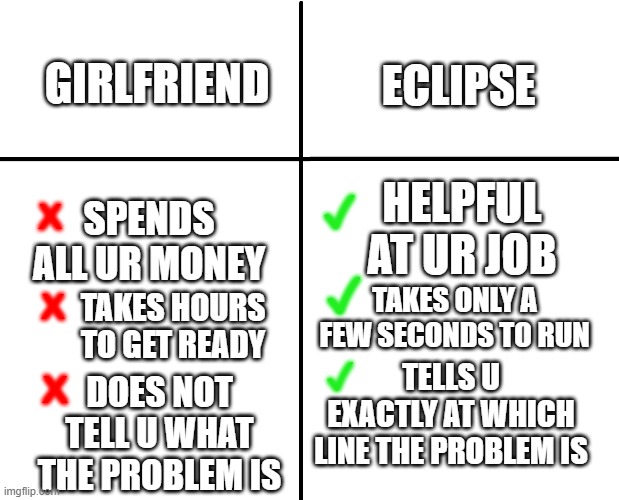 GIRLFRIEND
ECLIPSE
SPENDS
ALL UR MONEY
TAKES HOURS
TO GET READY
DOES NOT
TELL U WHAT
THE PROBLEM IS
HELPFUL
AT UR JOB
TAKES ONLY A
FEW SECONDS TO RUN
TELLS U
EXACTLY AT WHICH
LINE THE PROBLEM IS
imgflip.com